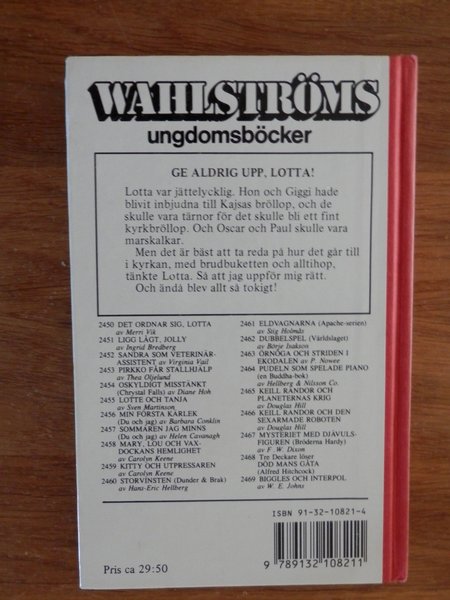 WAHLSTRÖMS
ungdomsböcker
GE ALDRIG UPP, LOTTA!
Lotta var jättelycklig. Hon och Giggi hade
blivit inbjudna till Kajsas bröllop, och de
skulle vara tärnor för det skulle bli ett fint
kyrkbröllop. Och Oscar och Paul skulle vara
marskalkar.
Men det är bäst att ta reda på hur det går till
i kyrkan, med brudbuketten och alltihop,
tänkte Lotta. Så att jag uppför mig rätt.
Och ändå blev allt så tokigt!
2450 DET ORDNAR SIG, LOTTA
av Merri Vik
2451 LIGG LÅGT, JOLLY
av Ingrid Bredberg
2452 SANDRA SOM VETERINÄR-
ASSISTENT av Virginia Vail
2453 PIRKKO FÅR STALLHJÄLP
av Thea Oljelund
2454 OSKYLDIGT MISSTÄNKT
(Chrystal Falls) av Diane Hoh
2455 LOTTE OCH TANIA
av Sven Martinson
2456 MIN FÖRSTA KÄRLEK
(Du och jag) av Barbara Conklin
2457 SOMMAREN JAG MINNS
(Du och jag) av Helen Cavanagh
2458 MARY, LOU OCH VAX-
DOCKANS HEMLIGHET
av Carolyn Keene
2459 KITTY OCH UTPRESSAREN
av Carolyn Keene
2460 STORVINSTEN (Dunder & Brak)
av Hans-Eric Hellberg
2461 ELDVAGNARNA (Apache-serien)
av Stig Holmås
2462 DUBBELSPEL (Världslaget)
av Börje Isakson
2463 ÖRNÖGA OCH STRIDEN I
EKODALEN av P. Nowee
2464 PUDELN SOM SPELADE PIANO
(en Buddha-bok)
av Hellberg & Nilsson Co.
2465 KEILL RANDOR OCH
PLANETERNAS KRIG
av Douglas Hill
2466 KEILL RANDOR OCH DEN
SEXARMADE ROBOTEN
av Douglas Hill
2467 MYSTERIET MED DJÄVULS-
FIGUREN (Bröderna Hardy)
av F.W. Dixon
2468 Tre Deckare löser
DÖD MANS GÅTA
(Alfred Hitchcock)
2469 BIGGLES OCH INTERPOL
av W. E. Johns
ISBN 91-32-10821-4
9 789132 108211
Pris ca 29:50